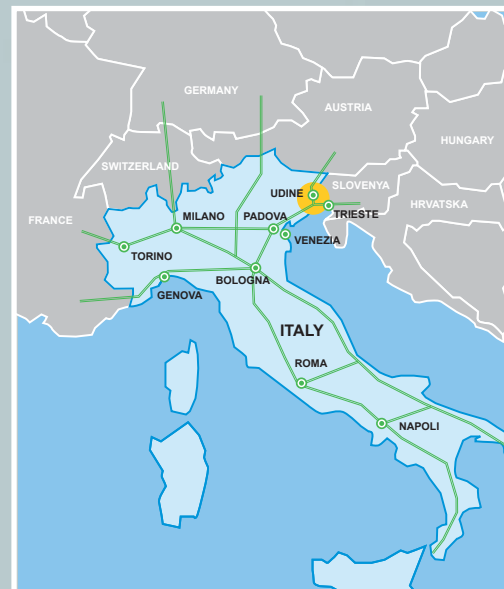 GERMANY
AUSTRIA
HUNGARY
SWITZERLAND
SLOVENYA
UDINE
HRVATSKA
FRANCE
MILANO
PADOVA
TRIESTE
VENEZIA
TORINO
BOLOGNA
GENOVA
ITALY
ROMA
NAPOLI